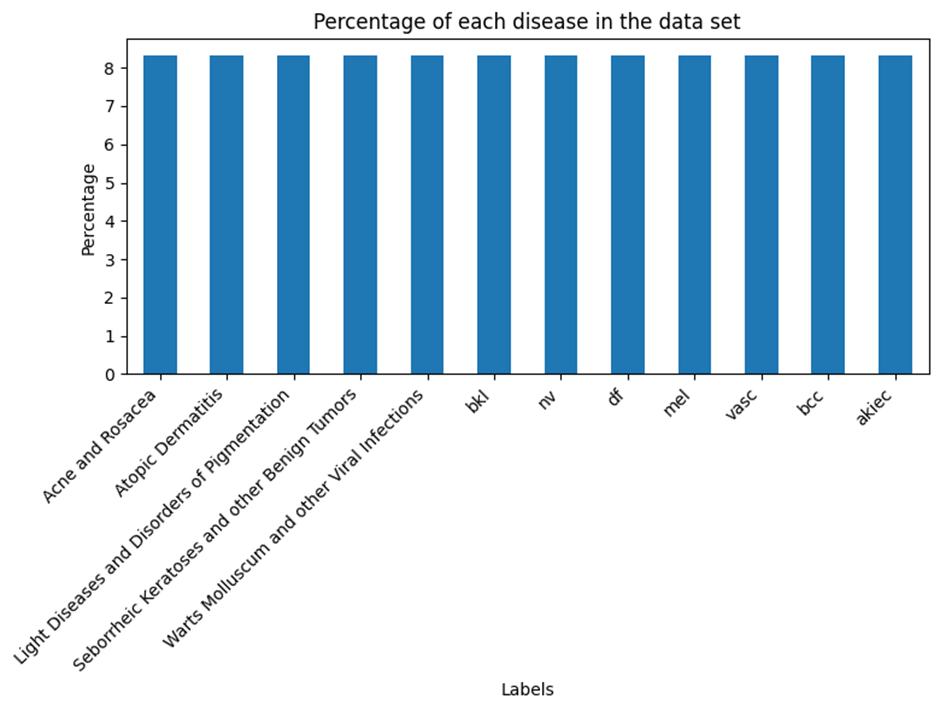 Percentage of each disease in the data set
8
7
6
5
4
3
2
1
0
Percentage
Acne and Rosacea
Atopic Dermatitis
Light Diseases and Disorders of Pigmentation
Seborrheic Keratoses and other Benign Tumors
Warts Molluscum and other Viral Infections
bkl
nv
df
mel
vasc
bcc
akiec
Labels